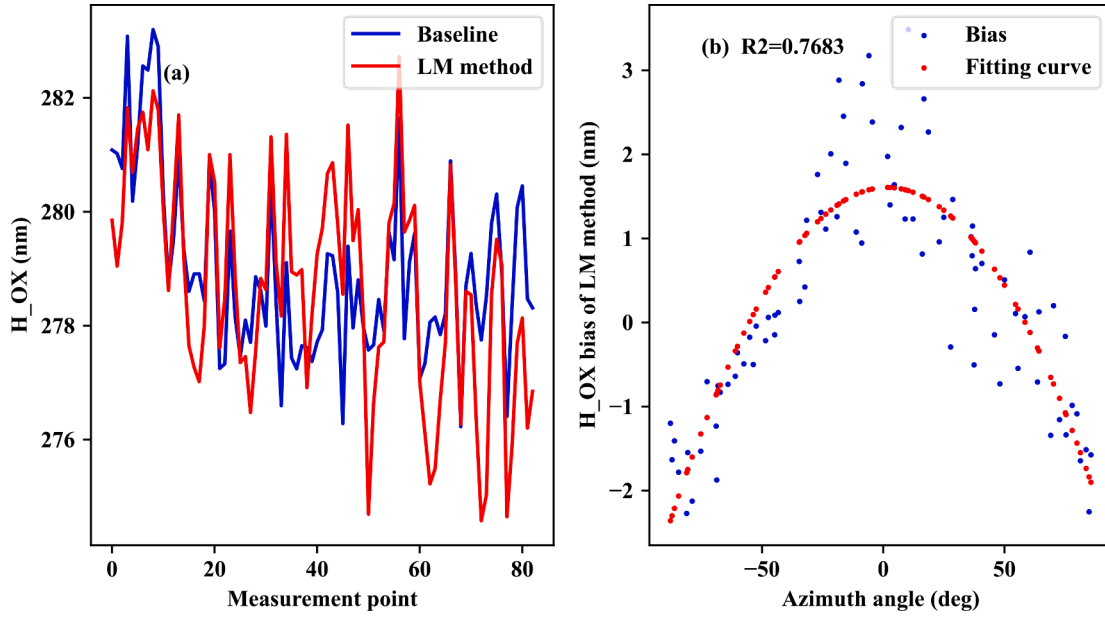 (a)
Baseline
LM method
282
280
278
276
H_OX (nm)
0
20
40
60
80
Measurement point
(b) R2=0.7683
Bias
Fitting curve
3
2
1
0
−1
−2
H_OX bias of LM method (nm)
−50
0
50
Azimuth angle (deg)